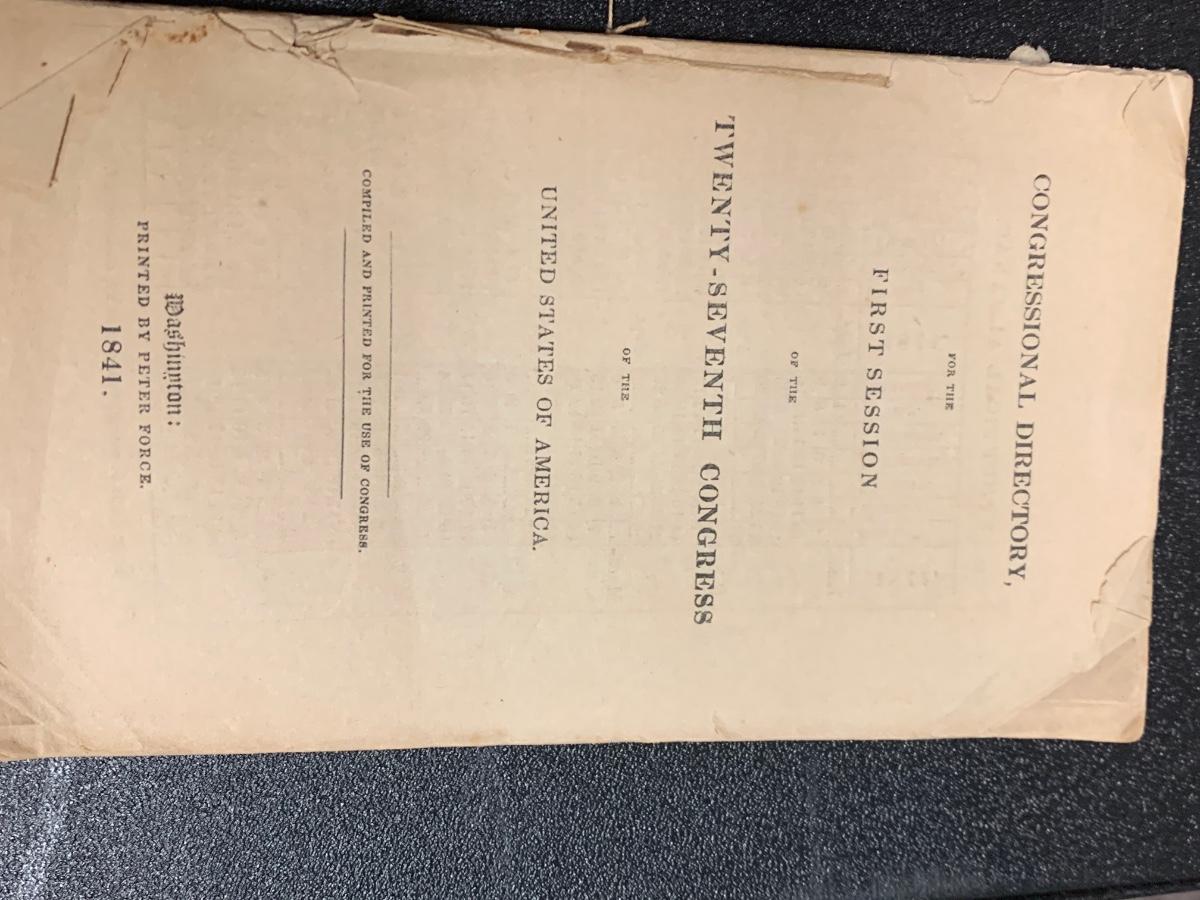 CONGRESSIONAL DIRECTORY,
FOR THE
FIRST SESSION
OF THE
TWENTY-SEVENTH CONGRESS
OF THE
UNITED STATES OF AMERICA.
COMPILED AND PRINTED FOR THE USE OF CONGRESS.
Washington:
PRINTED BY PETER FORCE.
1841.